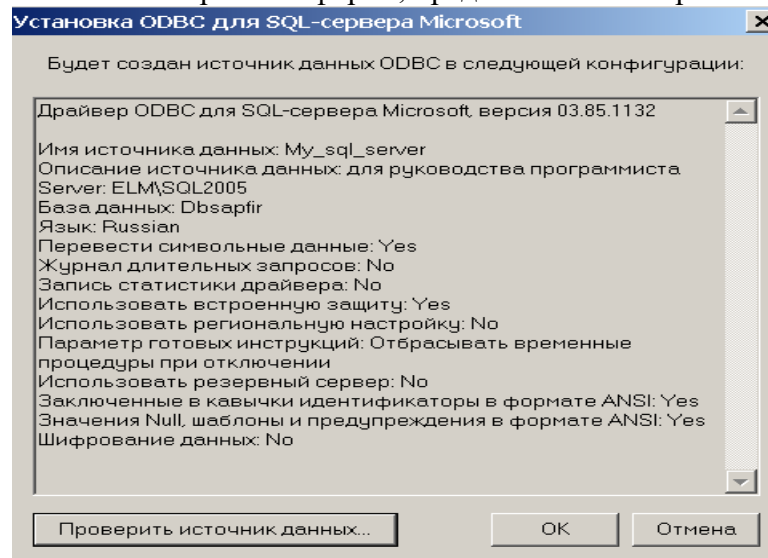 Установка ODBC для SQL-сервера Microsoft
Будет создан источник данных ODBC в следующей конфигурации:
Драйвер ODBC для SQL-сервера Microsoft, версия 03.85.1132
Имя источника данных: My_sql_server
Описание источника данных: для руководства программиста
Server: ELM\SQL2005
База данных: Dbsapfir
Язык: Russian
Перевести символьные данные: Yes
Журнал длительных запросов: No
Запись статистики драйвера: No
Использовать встроенную защиту: Yes
Использовать региональную настройку: No
Параметр готовых инструкций: Отбрасывать временные
процедуры при отключении
Использовать резервный сервер: No
Заключенные в кавычки идентификаторы в формате ANSI: Yes
Значения Null, шаблоны и предупреждения в формате ANSI: Yes
Шифрование данных: No
Проверить источник данных... OK Отмена